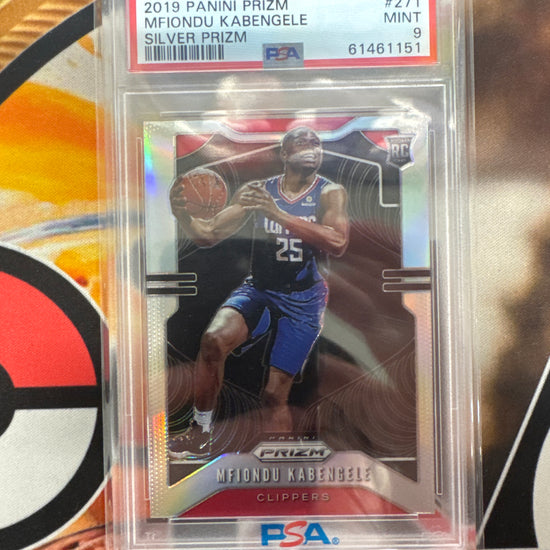 2019 PANINI PRIZM #271
MFIONDU KABENGELE MINT
SILVER PRIZM 9
PSA 61461151
RC
CLIPPERS
25
PANINI
PRIZM
MFIONDU KABENGELE
CLIPPERS
PSA